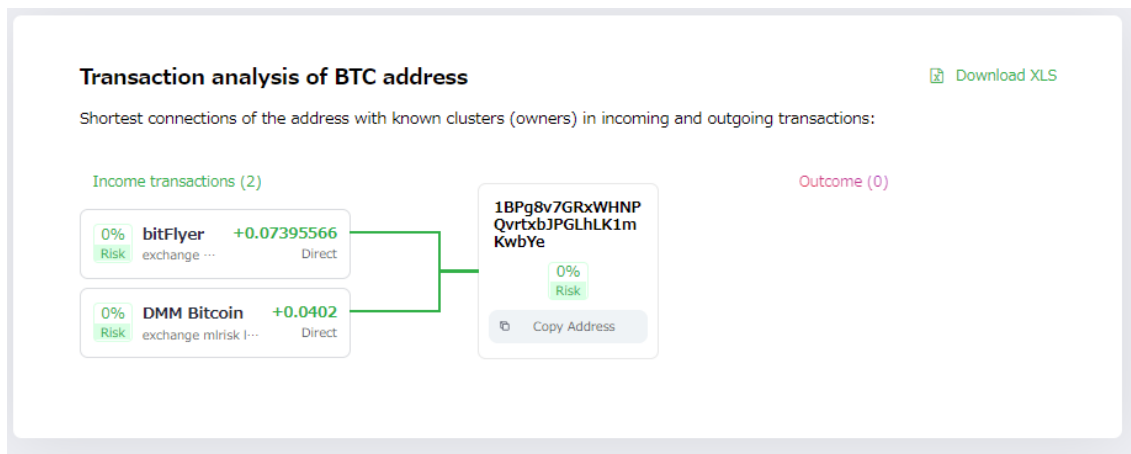 Transaction analysis of BTC address
Download XLS
Shortest connections of the address with known clusters (owners) in incoming and outgoing transactions:
Income transactions (2)
Outcome (0)
0% bitFlyer +0.07395566
Risk exchange ··· Direct
0% DMM Bitcoin +0.0402
Risk exchange mlrisk l··· Direct
1BPg8v7GRxWHNP
QvrtxbJPGLhLK1m
KwbYe
0%
Risk
Copy Address